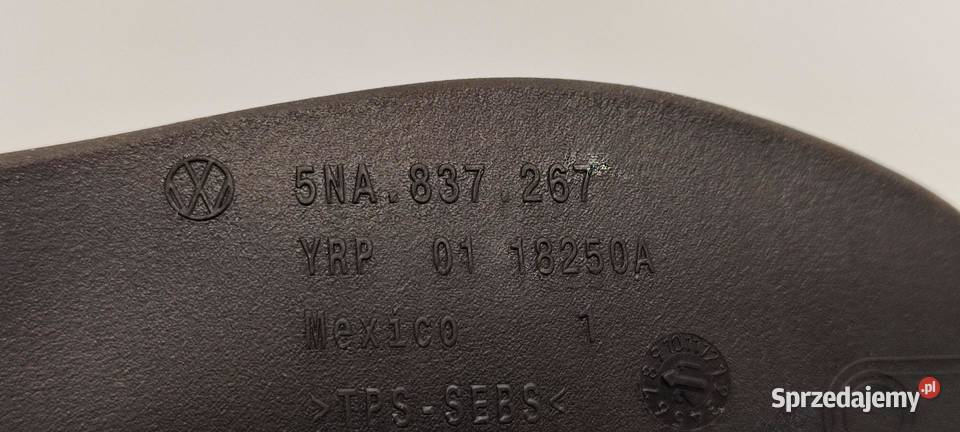 5NA.837.267
YRP 01 18250A
Mexico 1
>TPS-SEBS<
Sprzedajemy.pl